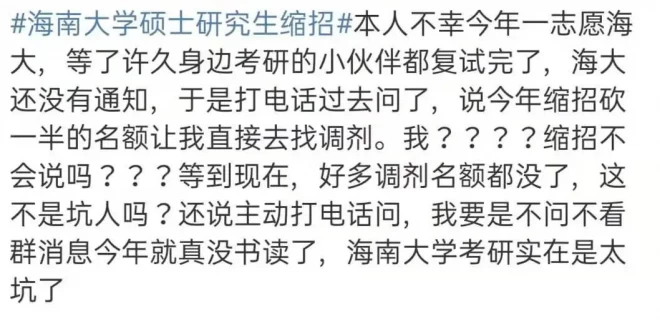 #海南大学硕士研究生缩招#本人不幸今年一志愿海
大，等了许久身边考研的小伙伴都复试完了，海大
还没有通知，于是打电话过去问了，说今年缩招砍
一半的名额让我直接去找调剂。我？？？？缩招不
会说吗？？？等到现在，好多调剂名额都没了，这
不是坑人吗？还说主动打电话问，我要是不问不看
群消息今年就真没书读了，海南大学考研实在是太
坑了